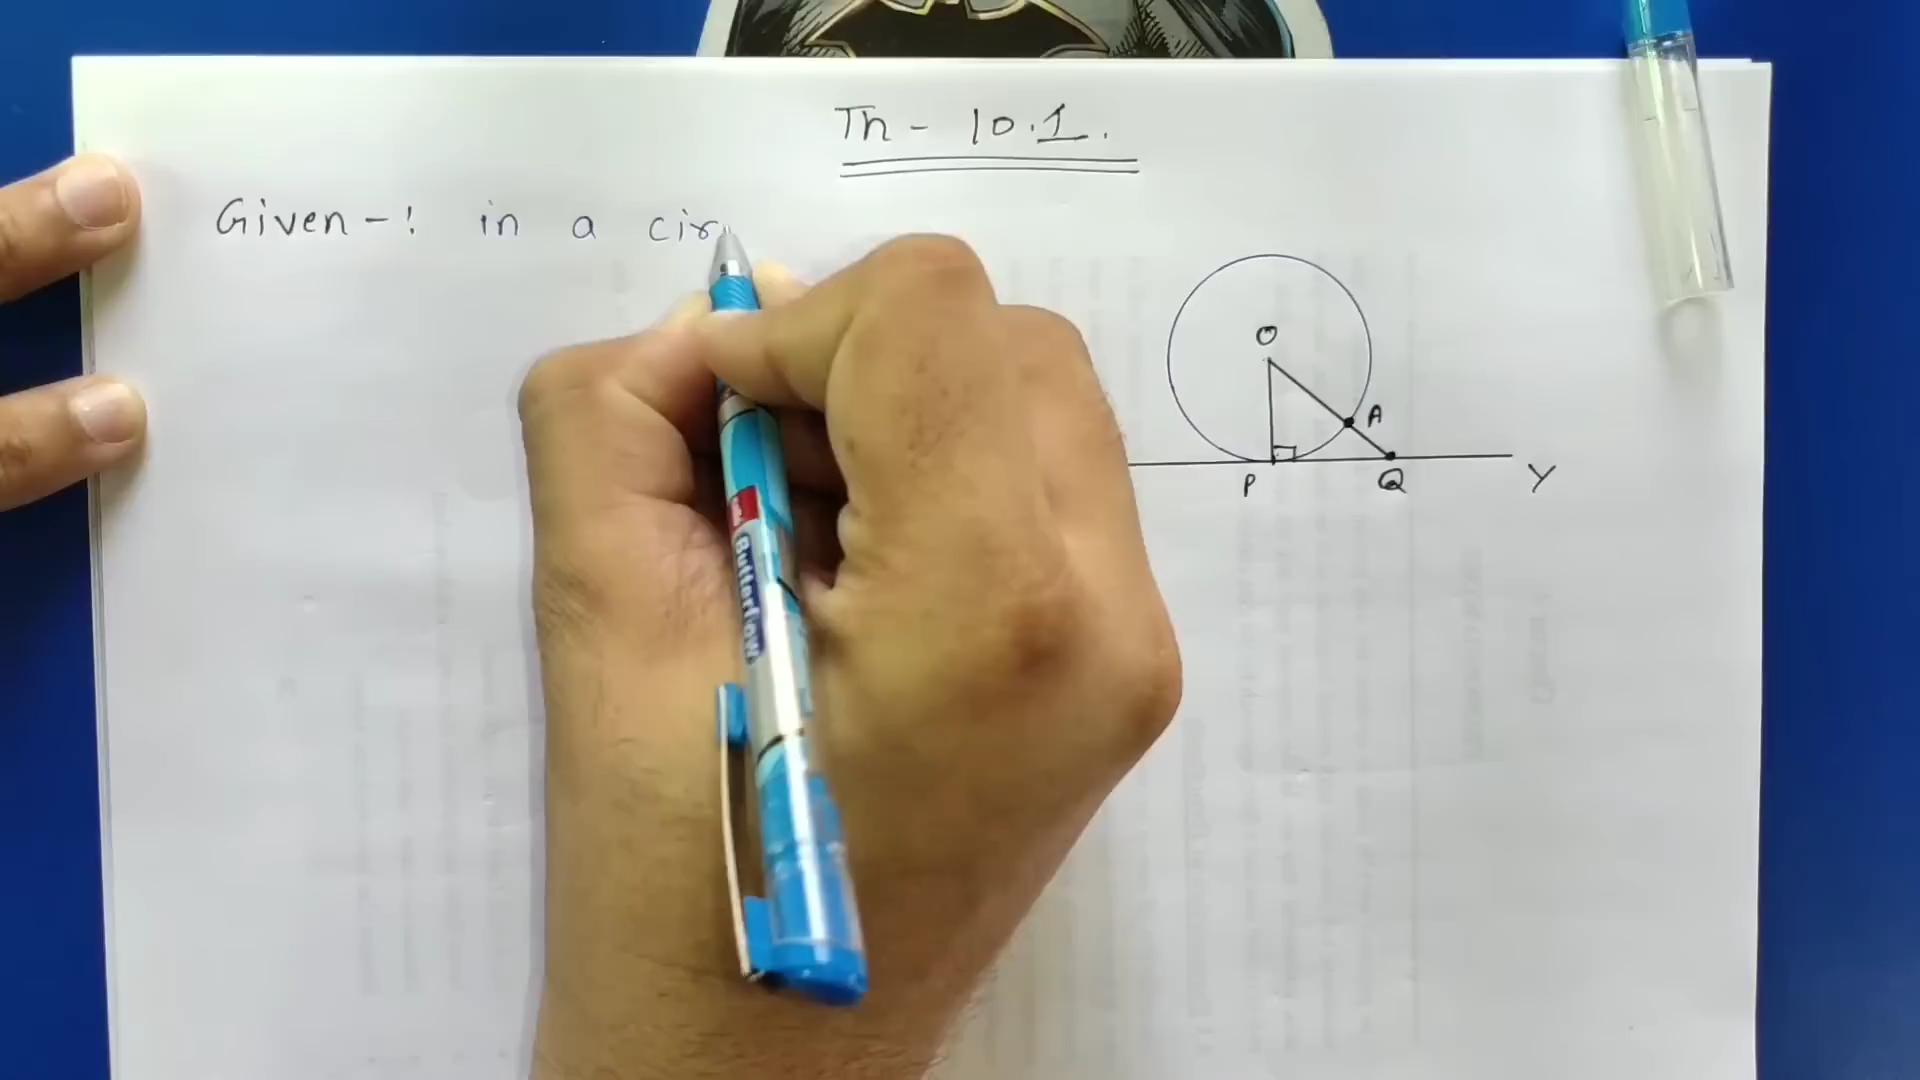 Th - 10.1.
Given -: in a cir
O
A
P
Q
Y
Butterflow